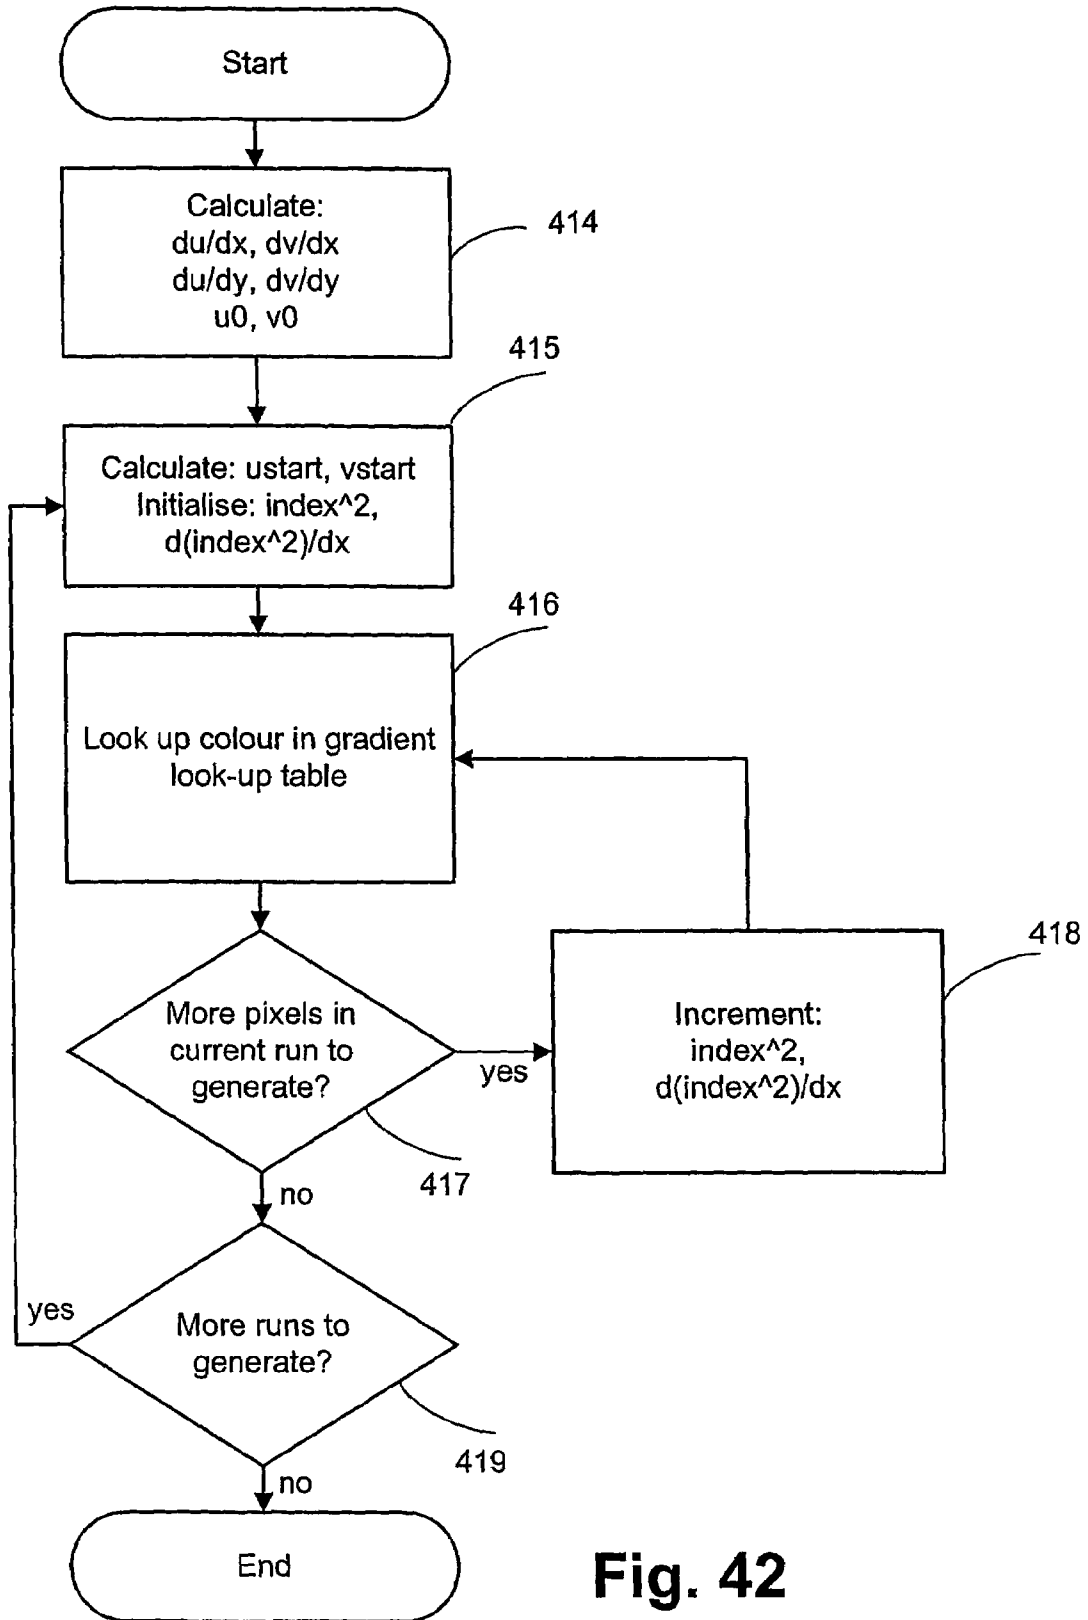 Start
Calculate:
du/dx, dv/dx
du/dy, dv/dy
u0, v0
414
415
Calculate: ustart, vstart
Initialise: index^2,
d(index^2)/dx
416
Look up colour in gradient
look-up table
418
More pixels in
current run to
generate?
yes
Increment:
index^2,
d(index^2)/dx
417
no
yes
More runs to
generate?
419
no
End
Fig. 42